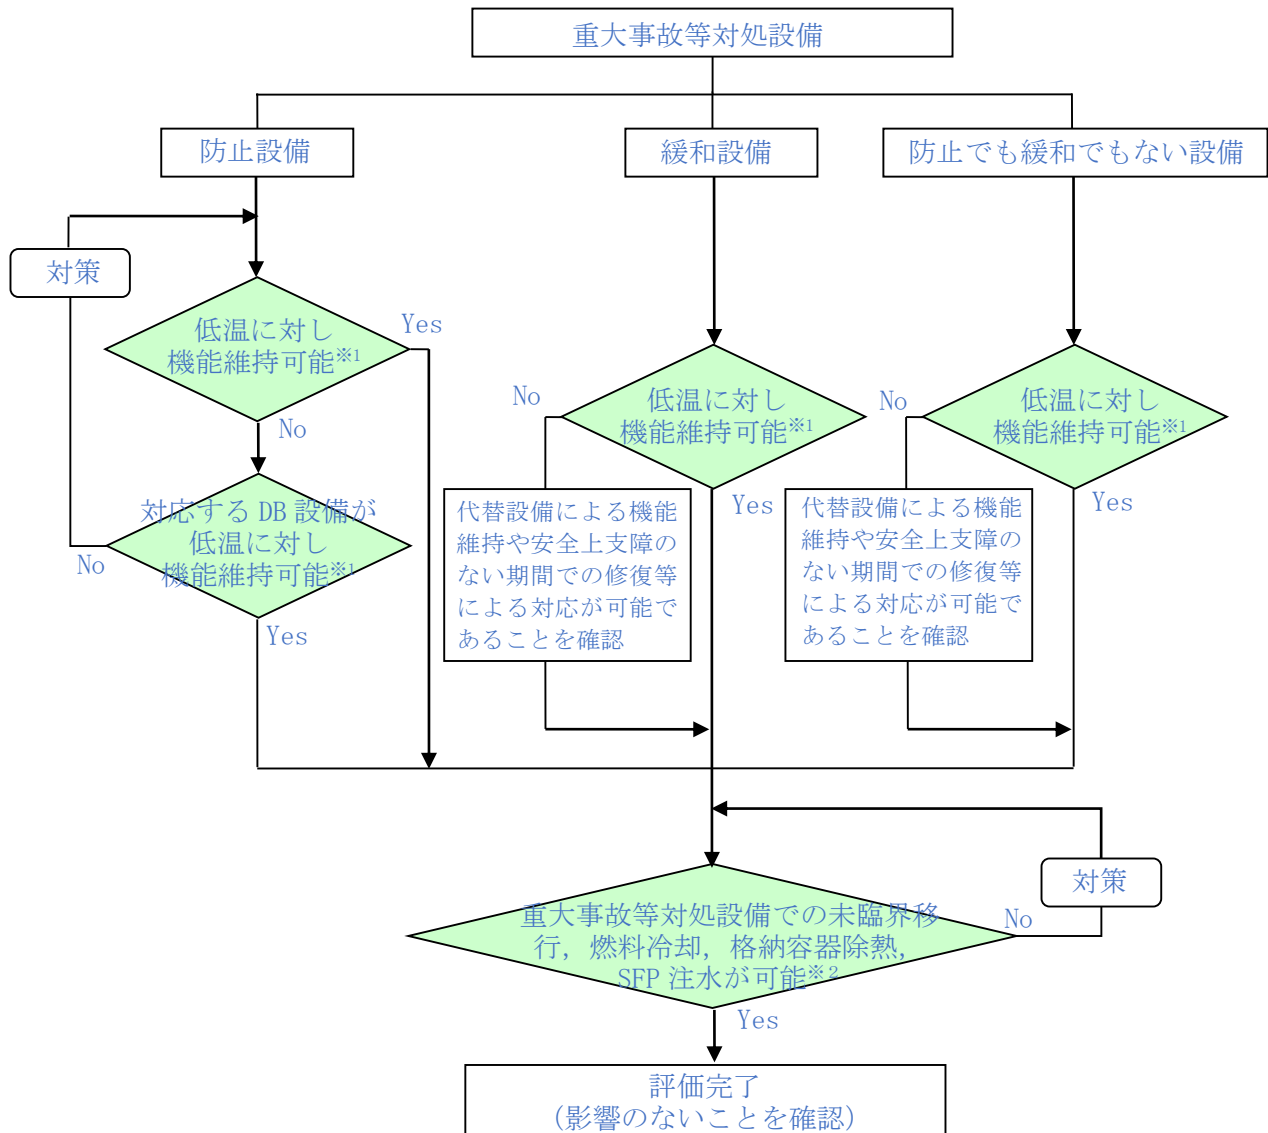 重大事故等対処設備
防止設備
緩和設備
防止でも緩和でもない設備
対策
低温に対し
機能維持可能※1
Yes
No
対応する DB 設備が
低温に対し
機能維持可能※1
No
Yes
低温に対し
機能維持可能※1
No
Yes
代替設備による機能
維持や安全上支障の
ない期間での修復等
による対応が可能で
あることを確認
低温に対し
機能維持可能※1
No
Yes
代替設備による機能
維持や安全上支障の
ない期間での修復等
による対応が可能で
あることを確認
対策
重大事故等対処設備での未臨界移
行，燃料冷却，格納容器除熱，
SFP 注水が可能※2
No
Yes
評価完了
（影響のないことを確認）